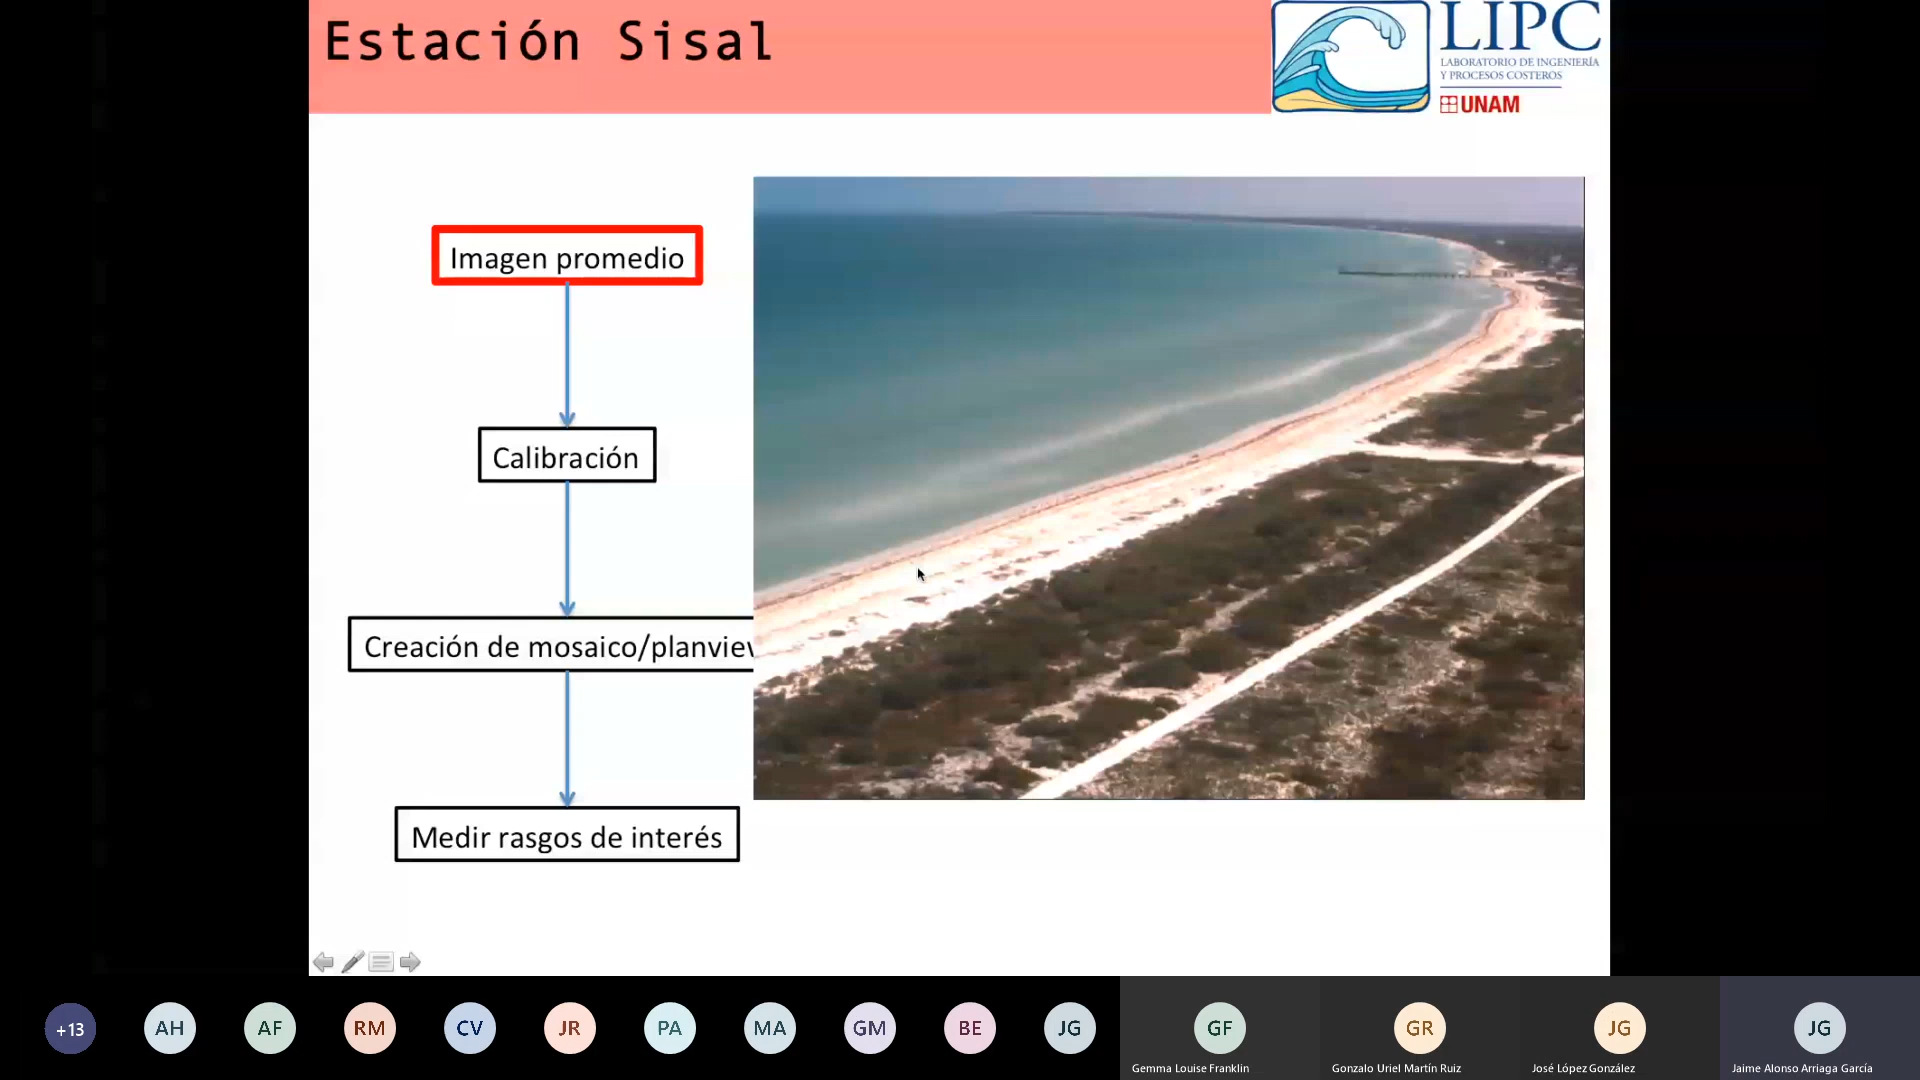 Estación Sisal
LIPC
LABORATORIO DE INGENIERÍA
Y PROCESOS COSTEROS
UNAM
Imagen promedio
Calibración
Creación de mosaico/planview
Medir rasgos de interés
+13
AH
AF
RM
CV
JR
PA
MA
GM
BE
JG
GF
GR
JG
JG
Gemma Louise Franklin
Gonzalo Uriel Martín Ruiz
José López González
Jaime Alonso Arriaga García